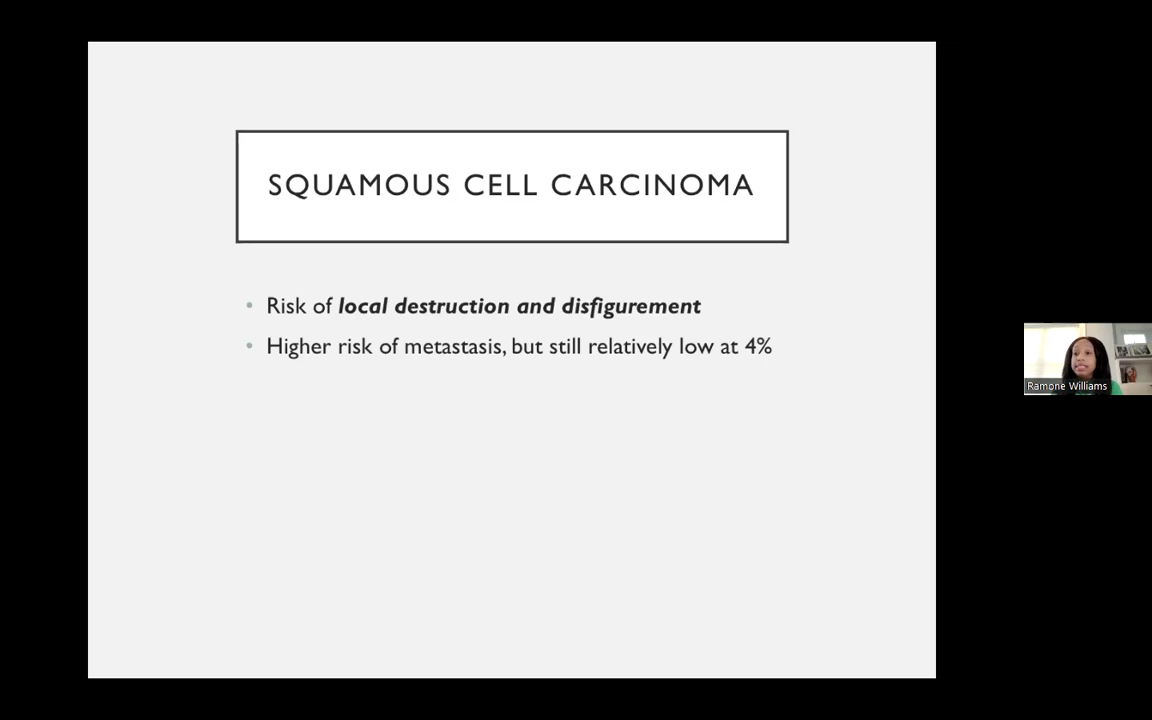 SQUAMOUS CELL CARCINOMA
• Risk of local destruction and disfigurement
• Higher risk of metastasis, but still relatively low at 4%
Ramone Williams